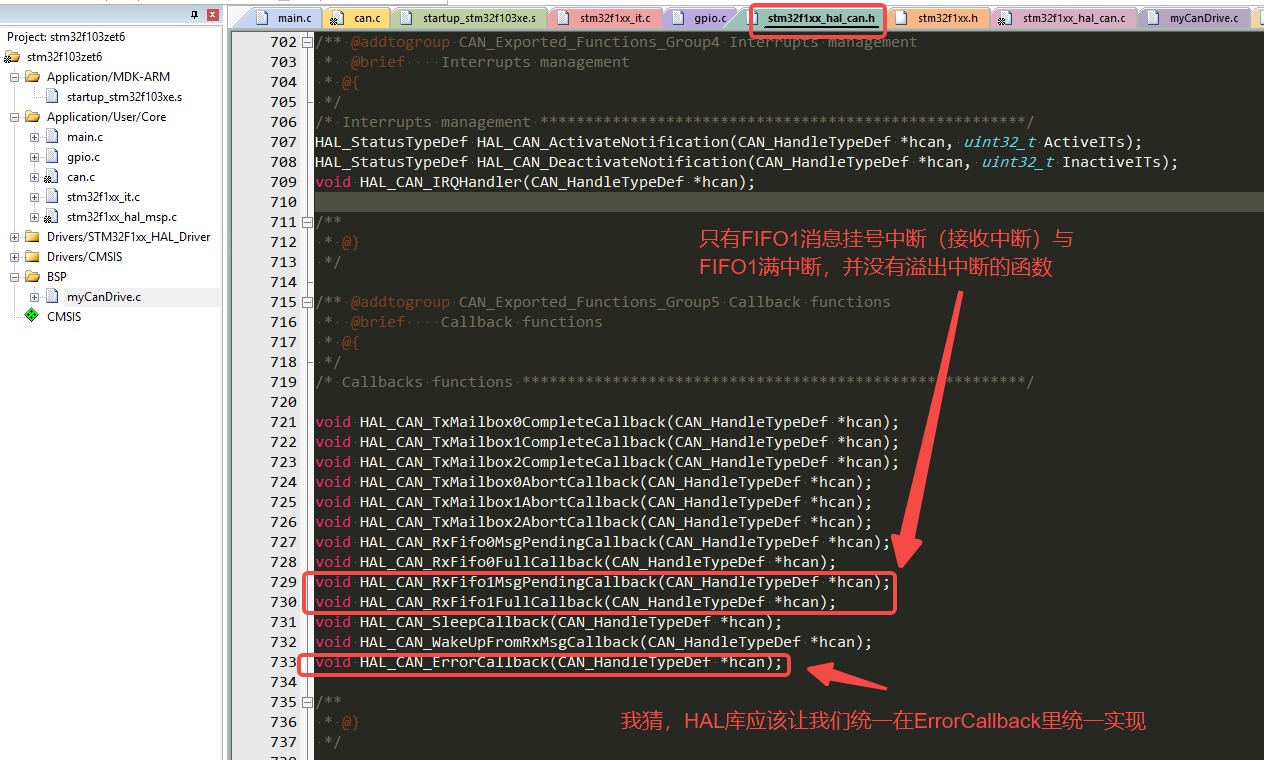 Project: stm32f103zet6
stm32f103zet6
Application/MDK-ARM
startup_stm32f103xe.s
Application/User/Core
main.c
gpio.c
can.c
stm32f1xx_it.c
stm32f1xx_hal_msp.c
Drivers/STM32F1xx_HAL_Driver
Drivers/CMSIS
BSP
myCanDrive.c
CMSIS
main.c can.c startup_stm32f103xe.s stm32f1xx_it.c gpio.c stm32f1xx_hal_can.h stm32f1xx.h stm32f1xx_hal_can.c myCanDrive.c
702 /** @addtogroup CAN_Exported_Functions_Group4 Interrupts management
703 * @brief Interrupts management
704 * @{
705 */
706 /* Interrupts management ******************************************************/
707 HAL_StatusTypeDef HAL_CAN_ActivateNotification(CAN_HandleTypeDef *hcan, uint32_t ActiveITs);
708 HAL_StatusTypeDef HAL_CAN_DeactivateNotification(CAN_HandleTypeDef *hcan, uint32_t InactiveITs);
709 void HAL_CAN_IRQHandler(CAN_HandleTypeDef *hcan);
710
711 /**
712 * @}
713 */
714
715 /** @addtogroup CAN_Exported_Functions_Group5 Callback functions
716 * @brief Callback functions
717 * @{
718 */
719 /* Callbacks functions ********************************************************/
720
721 void HAL_CAN_TxMailbox0CompleteCallback(CAN_HandleTypeDef *hcan);
722 void HAL_CAN_TxMailbox1CompleteCallback(CAN_HandleTypeDef *hcan);
723 void HAL_CAN_TxMailbox2CompleteCallback(CAN_HandleTypeDef *hcan);
724 void HAL_CAN_TxMailbox0AbortCallback(CAN_HandleTypeDef *hcan);
725 void HAL_CAN_TxMailbox1AbortCallback(CAN_HandleTypeDef *hcan);
726 void HAL_CAN_TxMailbox2AbortCallback(CAN_HandleTypeDef *hcan);
727 void HAL_CAN_RxFifo0MsgPendingCallback(CAN_HandleTypeDef *hcan);
728 void HAL_CAN_RxFifo0FullCallback(CAN_HandleTypeDef *hcan);
729 void HAL_CAN_RxFifo1MsgPendingCallback(CAN_HandleTypeDef *hcan);
730 void HAL_CAN_RxFifo1FullCallback(CAN_HandleTypeDef *hcan);
731 void HAL_CAN_SleepCallback(CAN_HandleTypeDef *hcan);
732 void HAL_CAN_WakeUpFromRxMsgCallback(CAN_HandleTypeDef *hcan);
733 void HAL_CAN_ErrorCallback(CAN_HandleTypeDef *hcan);
734
735 /**
736 * @}
737 */
只有FIFO1消息挂号中断（接收中断）与
FIFO1满中断，并没有溢出中断的函数
我猜，HAL库应该让我们统一在ErrorCallback里统一实现